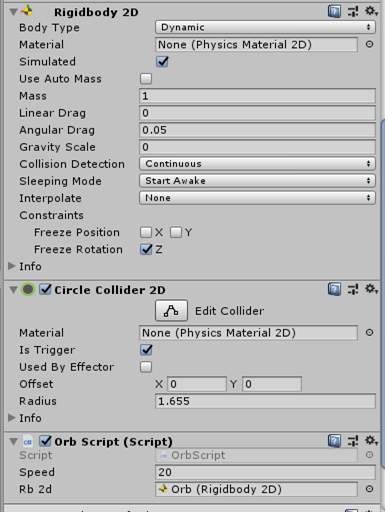 Rigidbody 2D
Body Type Dynamic
Material None (Physics Material 2D)
Simulated
Use Auto Mass
Mass 1
Linear Drag 0
Angular Drag 0.05
Gravity Scale 0
Collision Detection Continuous
Sleeping Mode Start Awake
Interpolate None
Constraints
Freeze Position X Y
Freeze Rotation Z
Info
Circle Collider 2D
Edit Collider
Material None (Physics Material 2D)
Is Trigger
Used By Effector
Offset X 0 Y 0
Radius 1.655
Info
Orb Script (Script)
Script OrbScript
Speed 20
Rb 2d Orb (Rigidbody 2D)